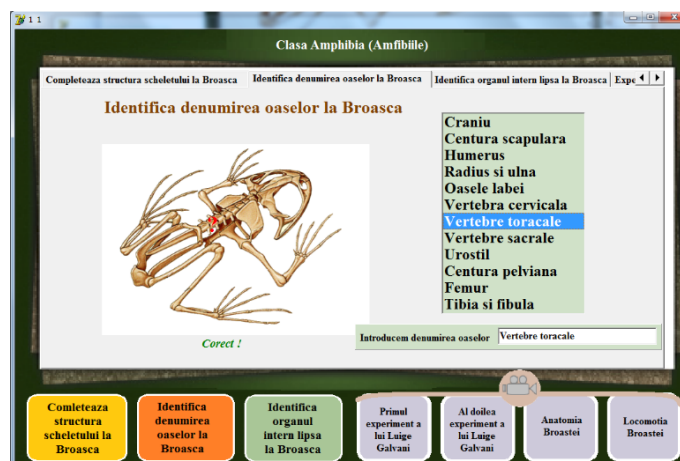 1 1
Clasa Amphibia (Amfibiile)
Completeaza structura scheletului la Broasca
Identifica denumirea oaselor la Broasca
Identifica organul intern lipsa la Broasca
Expe
Identifica denumirea oaselor la Broasca
Craniu
Centura scapulara
Humerus
Radius si ulna
Oasele labei
Vertebra cervicala
Vertebre toracale
Vertebre sacrale
Urostil
Centura pelviana
Femur
Tibia si fibula
Corect !
Introducem denumirea oaselor
Vertebre toracale
Comleteaza
structura
scheletului la
Broasca
Identifica
denumirea
oaselor la
Broasca
Identifica
organul
intern lipsa
la Broasca
Primul
experiment a
lui Luige
Galvani
Al doilea
experiment a
lui Luige
Galvani
Anatomia
Broastei
Locomotia
Broastei